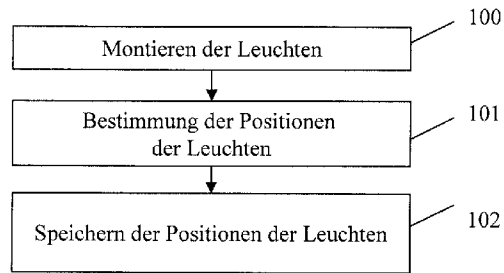 100
Montieren der Leuchten
101
Bestimmung der Positionen
der Leuchten
102
Speichern der Positionen der Leuchten